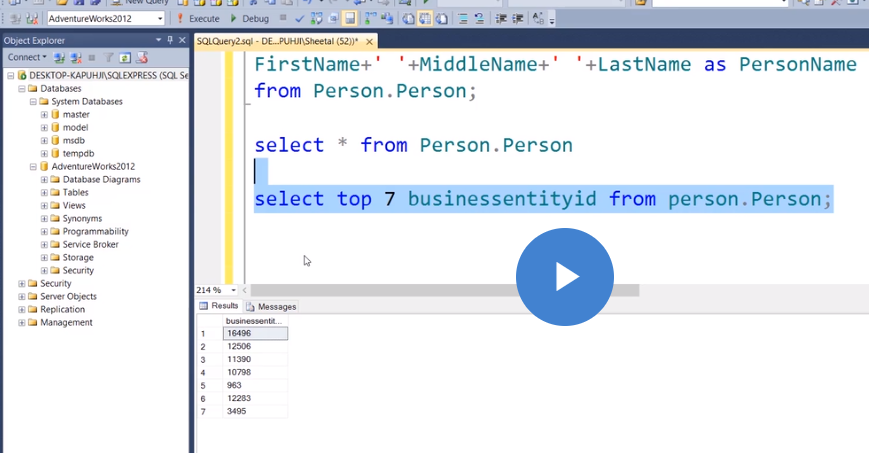 New Query
AdventureWorks2012
Execute
Debug
Object Explorer
SQLQuery2.sql - DE...PUHJI\Sheetal (52))*
Connect
DESKTOP-KAPUHJI\SQLEXPRESS (SQL Se
Databases
System Databases
master
model
msdb
tempdb
AdventureWorks2012
Database Diagrams
Tables
Views
Synonyms
Programmability
Service Broker
Storage
Security
Security
Server Objects
Replication
Management
FirstName+' '+MiddleName+' '+LastName as PersonName
from Person.Person;
select * from Person.Person
select top 7 businessentityid from person.Person;
214 %
Results
Messages
businessentit...
1 16496
2 12506
3 11390
4 10798
5 963
6 12283
7 3495